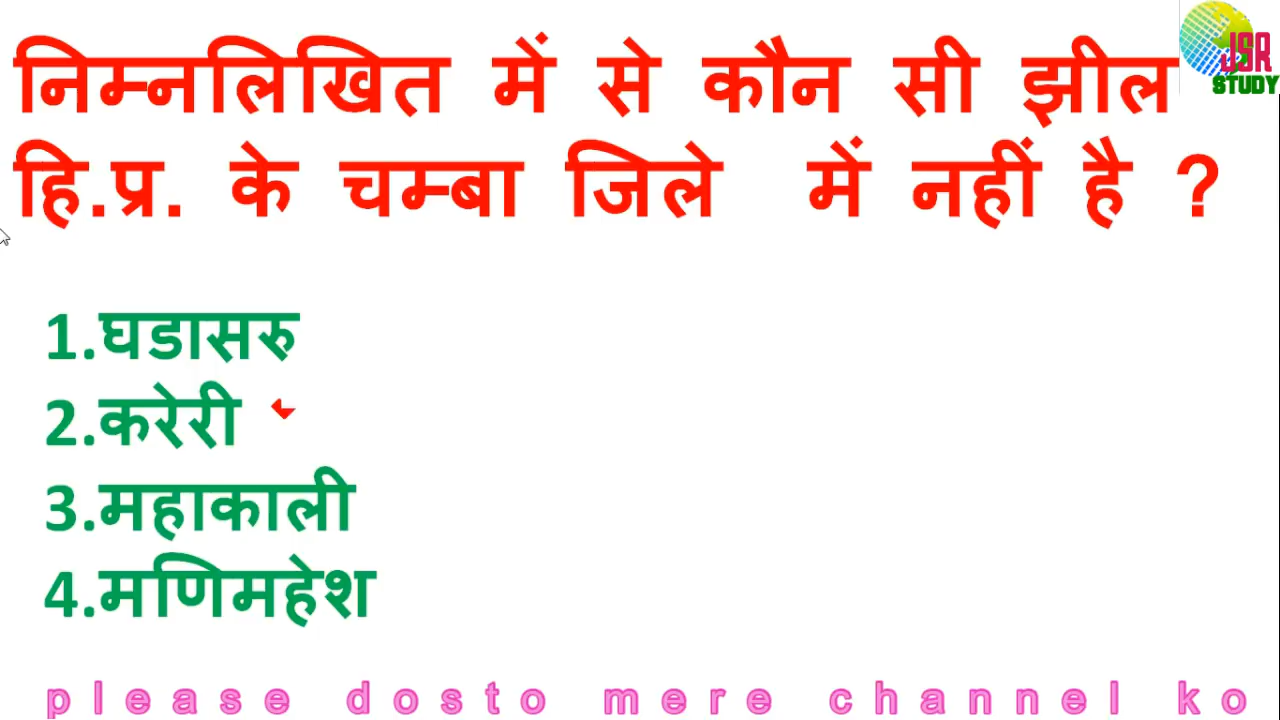 निम्नलिखित में से कौन सी झील
हि.प्र. के चम्बा जिले में नहीं है ?
JSR
STUDY
1.घडासरु
2.करेरी
3.महाकाली
4.मणिमहेश
please dosto mere channel ko